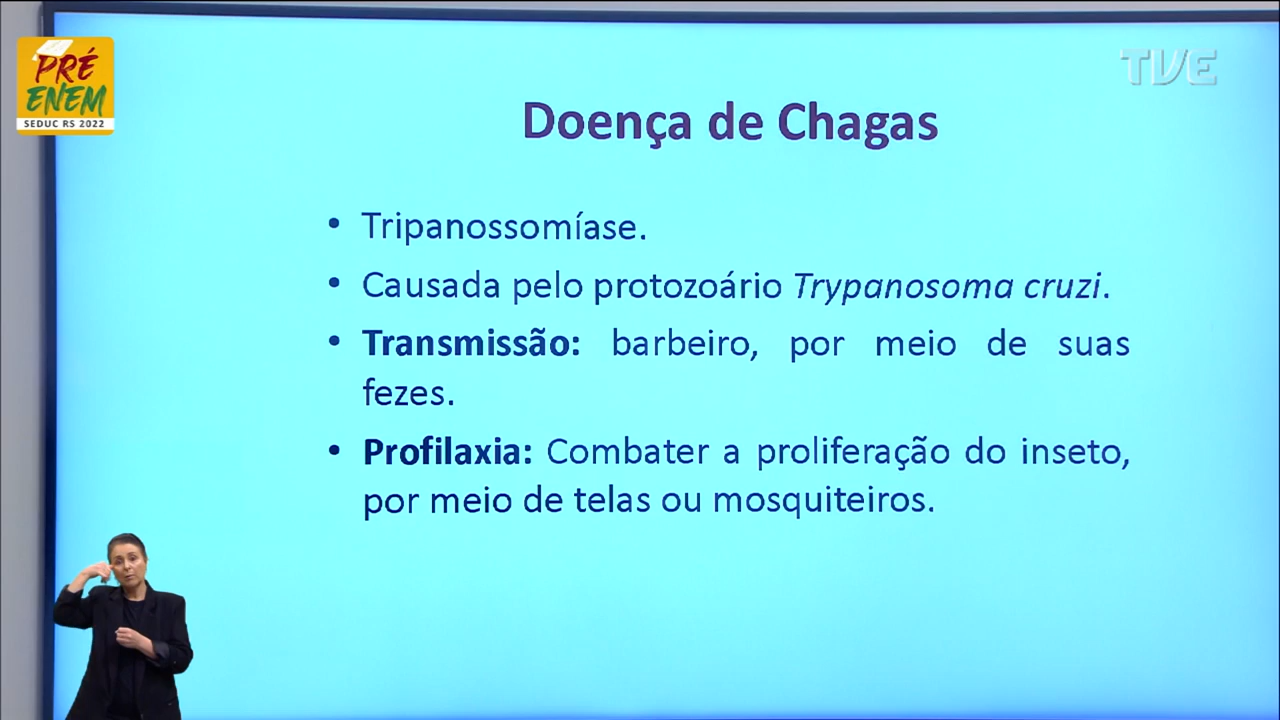 PRÉ
ENEM
SEDUC RS 2022
TVE
Doença de Chagas
• Tripanossomíase.
• Causada pelo protozoário Trypanosoma cruzi.
• Transmissão: barbeiro, por meio de suas
fezes.
• Profilaxia: Combater a proliferação do inseto,
por meio de telas ou mosquiteiros.